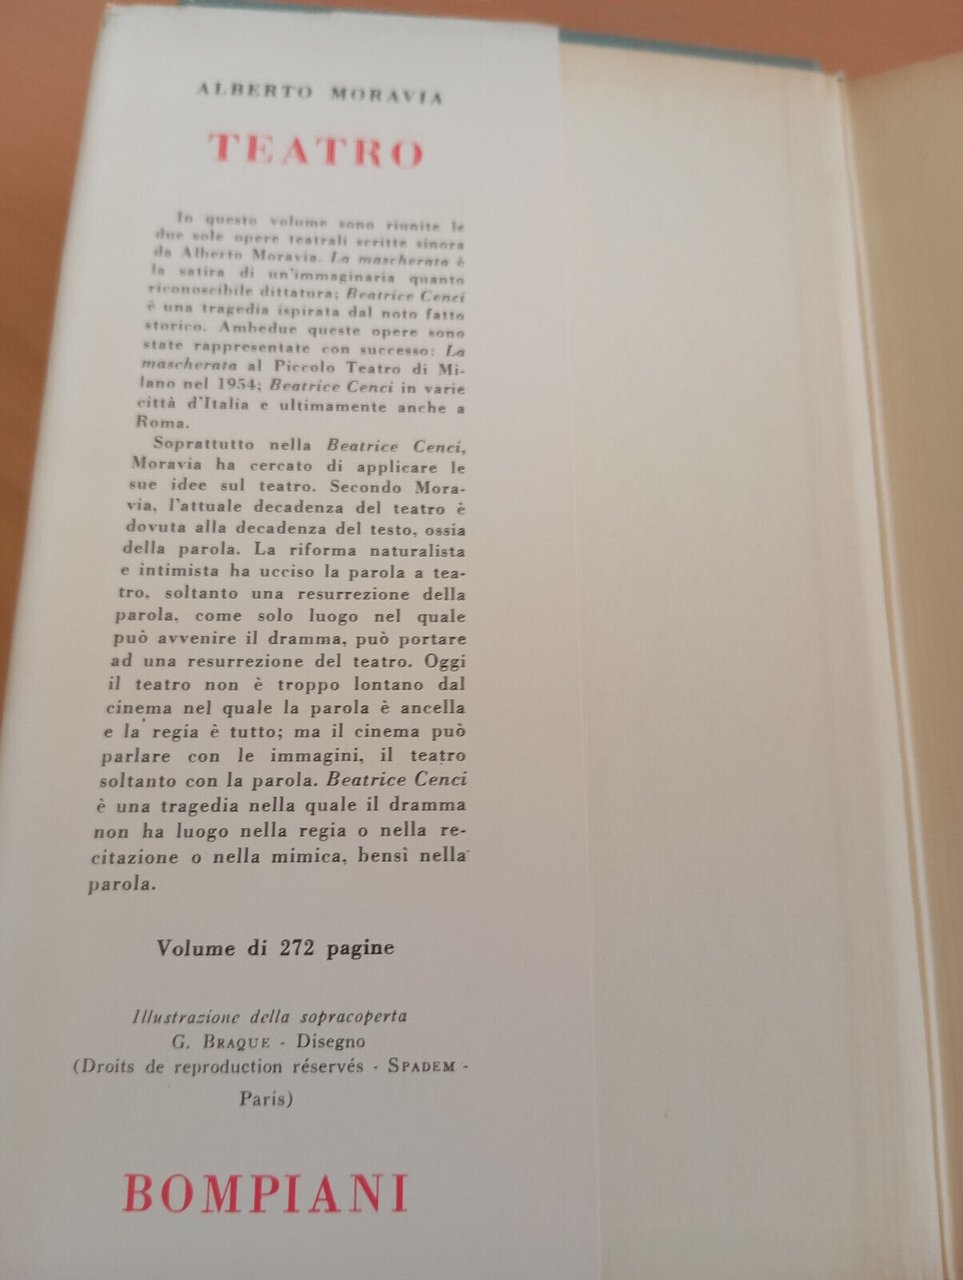 ALBERTO MORAVIA
TEATRO
In questo volume sono riunite le
due sole opere teatrali scritte sinora
da Alberto Moravia. La mascherata è
la satira di un'immaginaria quanto
riconoscibile dittatura; Beatrice Cenci
è una tragedia ispirata dal noto fatto
storico. Ambedue queste opere sono
state rappresentate con successo: La
mascherata al Piccolo Teatro di Mi-
lano nel 1954; Beatrice Cenci in varie
città d'Italia e ultimamente anche a
Roma.
Soprattutto nella Beatrice Cenci,
Moravia ha cercato di applicare le
sue idee sul teatro. Secondo Mora-
via, l'attuale decadenza del teatro è
dovuta alla decadenza del testo, ossia
della parola. La riforma naturalista
e intimista ha ucciso la parola a tea-
tro, soltanto una resurrezione della
parola, come solo luogo nel quale
può avvenire il dramma, può portare
ad una resurrezione del teatro. Oggi
il teatro non è troppo lontano dal
cinema nel quale la parola è ancella
e la regia è tutto; ma il cinema può
parlare con le immagini, il teatro
soltanto con la parola. Beatrice Cenci
è una tragedia nella quale il dramma
non ha luogo nella regia o nella re-
citazione o nella mimica, bensì nella
parola.
Volume di 272 pagine
Illustrazione della sopracoperta
G. BRAQUE - Disegno
(Droits de reproduction réservés - SPADEM -
Paris)
BOMPIANI